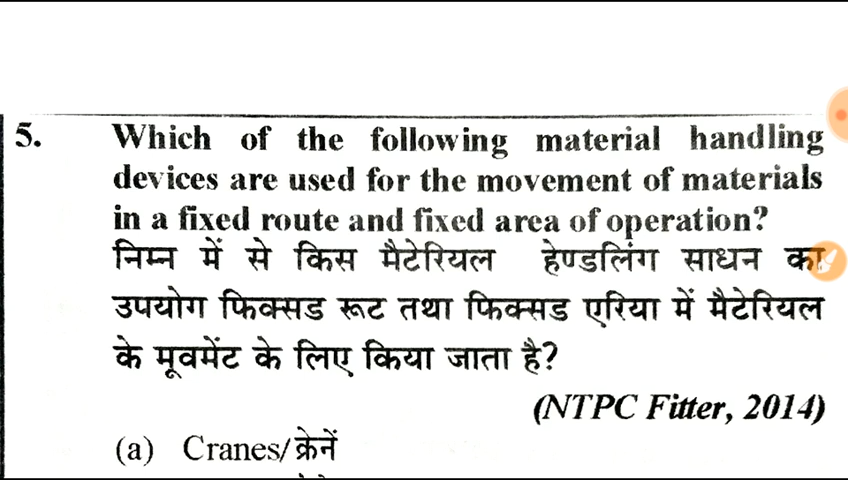 5. Which of the following material handling
devices are used for the movement of materials
in a fixed route and fixed area of operation?
निम्न में से किस मैटेरियल हेण्डलिंग साधन का
उपयोग फिक्सड रूट तथा फिक्सड एरिया में मैटेरियल
के मूवमेंट के लिए किया जाता है?
(NTPC Fitter, 2014)
(a) Cranes/क्रेनें